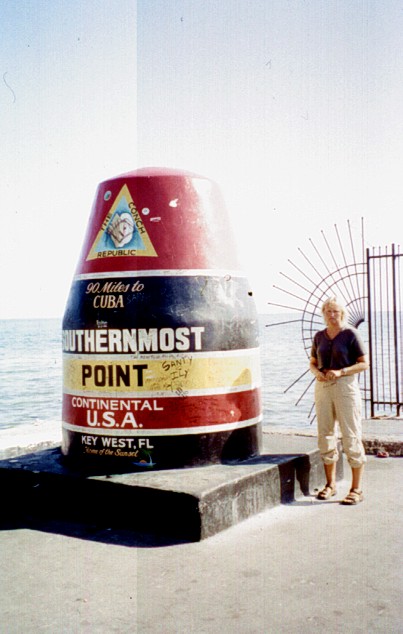 THE CONCH
REPUBLIC
90 Miles to
CUBA
SOUTHERNMOST
POINT
CONTINENTAL
U.S.A.
KEY WEST, FL
Home of the Sunset